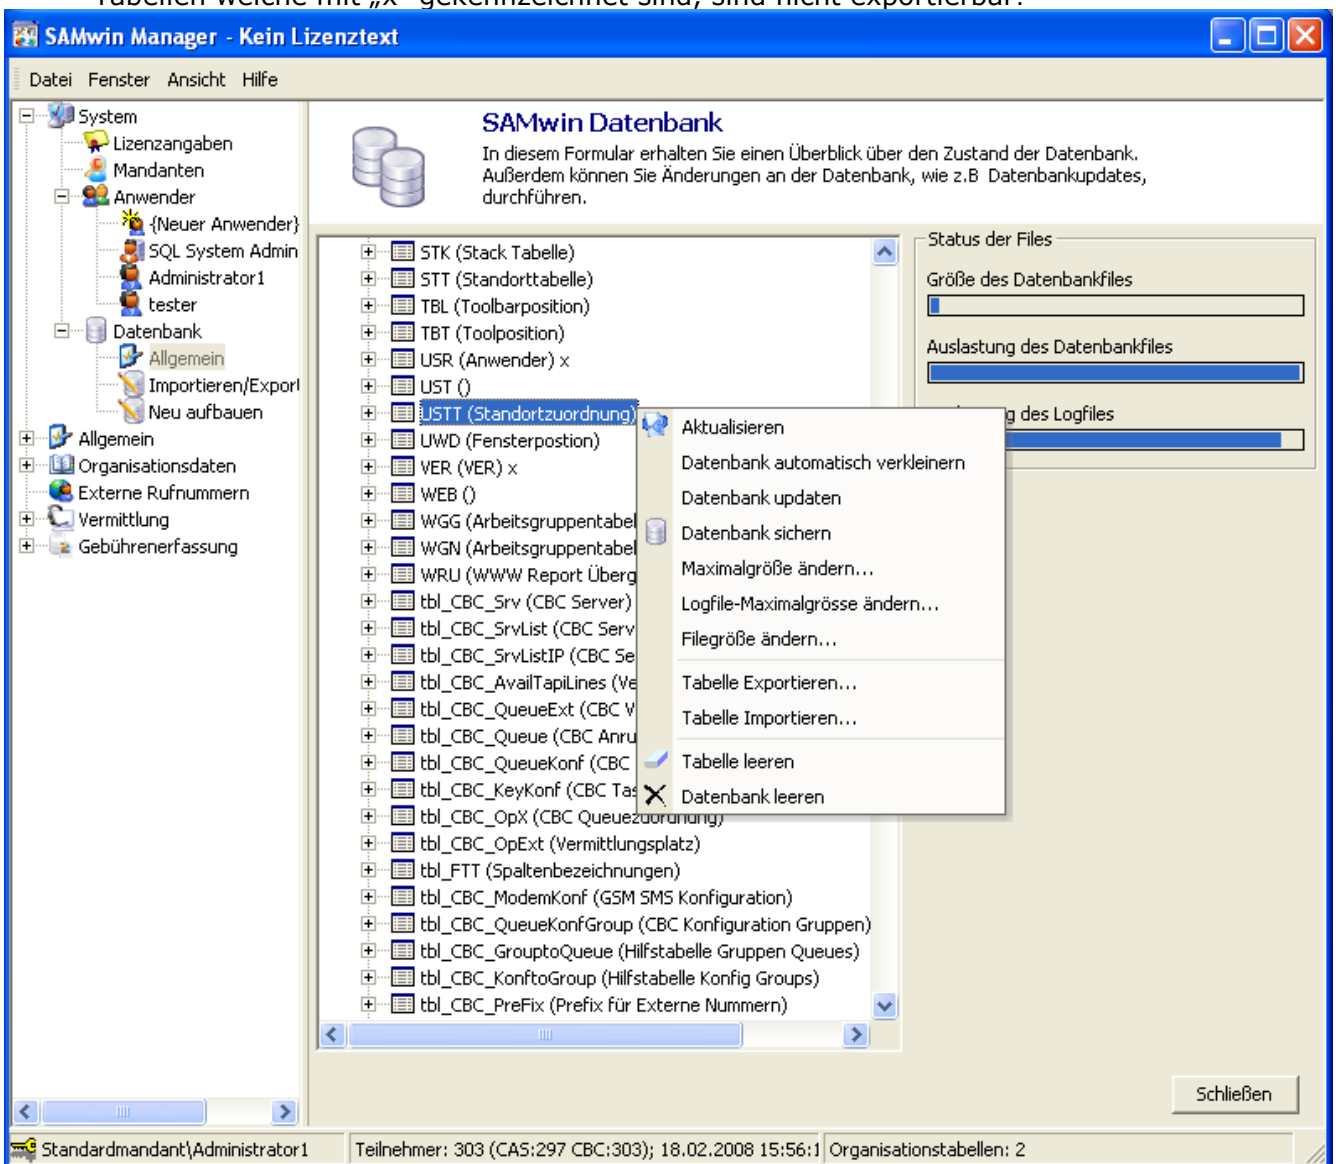 Tabellen welche mit „x“ gekennzeichnet sind, sind nicht exportierbar!
SAMwin Manager - Kein Lizenztext
Datei Fenster Ansicht Hilfe
System
Lizenzangaben
Mandanten
Anwender
{Neuer Anwender}
SQL System Admin
Administrator1
tester
Datenbank
Allgemein
Importieren/Export
Neu aufbauen
Allgemein
Organisationsdaten
Externe Rufnummern
Vermittlung
Gebührenerfassung
SAMwin Datenbank
In diesem Formular erhalten Sie einen Überblick über den Zustand der Datenbank.
Außerdem können Sie Änderungen an der Datenbank, wie z.B Datenbankupdates,
durchführen.
STK (Stack Tabelle)
STT (Standorttabelle)
TBL (Toolbarposition)
TBT (Toolposition)
USR (Anwender) x
UST ()
USTT (Standortzuordnung)
UWD (Fensterpostion)
VER (VER) x
WEB ()
WGG (Arbeitsgruppentabel
WGN (Arbeitsgruppentabel
WRU (WWW Report Überg
tbl_CBC_Srv (CBC Server)
tbl_CBC_SrvList (CBC Serv
tbl_CBC_SrvListIP (CBC Se
tbl_CBC_AvailTapiLines (Ve
tbl_CBC_QueueExt (CBC V
tbl_CBC_Queue (CBC Anru
tbl_CBC_QueueKonf (CBC
tbl_CBC_KeyKonf (CBC Tas
tbl_CBC_OpX (CBC Queuezuordnung)
tbl_CBC_OpExt (Vermittlungsplatz)
tbl_FTT (Spaltenbezeichnungen)
tbl_CBC_ModemKonf (GSM SMS Konfiguration)
tbl_CBC_QueueKonfGroup (CBC Konfiguration Gruppen)
tbl_CBC_GrouptoQueue (Hilfstabelle Gruppen Queues)
tbl_CBC_KonftoGroup (Hilfstabelle Konfig Groups)
tbl_CBC_PreFix (Prefix für Externe Nummern)
Aktualisieren
Datenbank automatisch verkleinern
Datenbank updaten
Datenbank sichern
Maximalgröße ändern...
Logfile-Maximalgrösse ändern...
Filegröße ändern...
Tabelle Exportieren...
Tabelle Importieren...
Tabelle leeren
Datenbank leeren
Status der Files
Größe des Datenbankfiles
Auslastung des Datenbankfiles
g des Logfiles
Schließen
Standardmandant\Administrator1
Teilnehmer: 303 (CAS:297 CBC:303); 18.02.2008 15:56:1
Organisationstabellen: 2